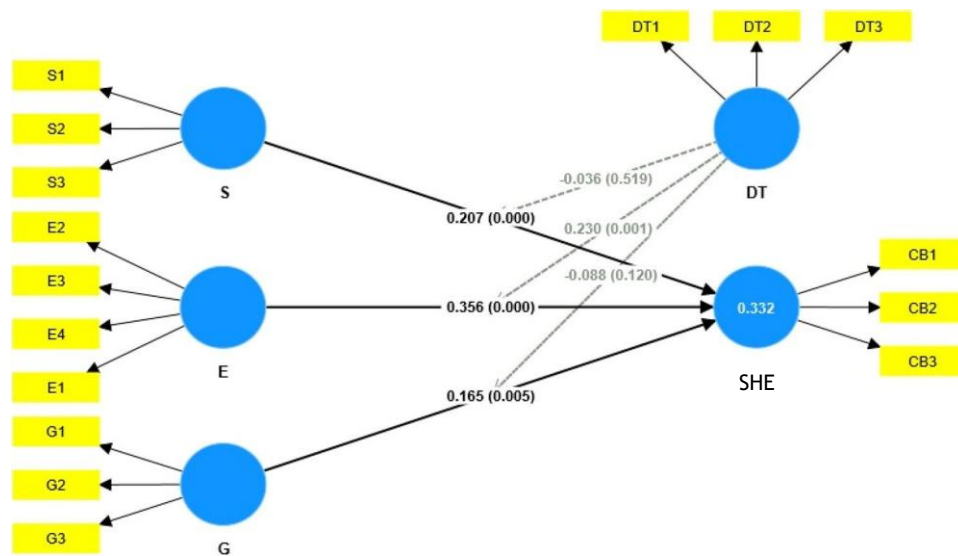 DT1 DT2 DT3
S1
S2
S3
S
DT
-0.036 (0.519)
0.207 (0.000)
0.230 (0.001)
-0.088 (0.120)
E2
E3
E4
E1
E
0.356 (0.000)
0.332
CB1
CB2
CB3
SHE
0.165 (0.005)
G1
G2
G3
G